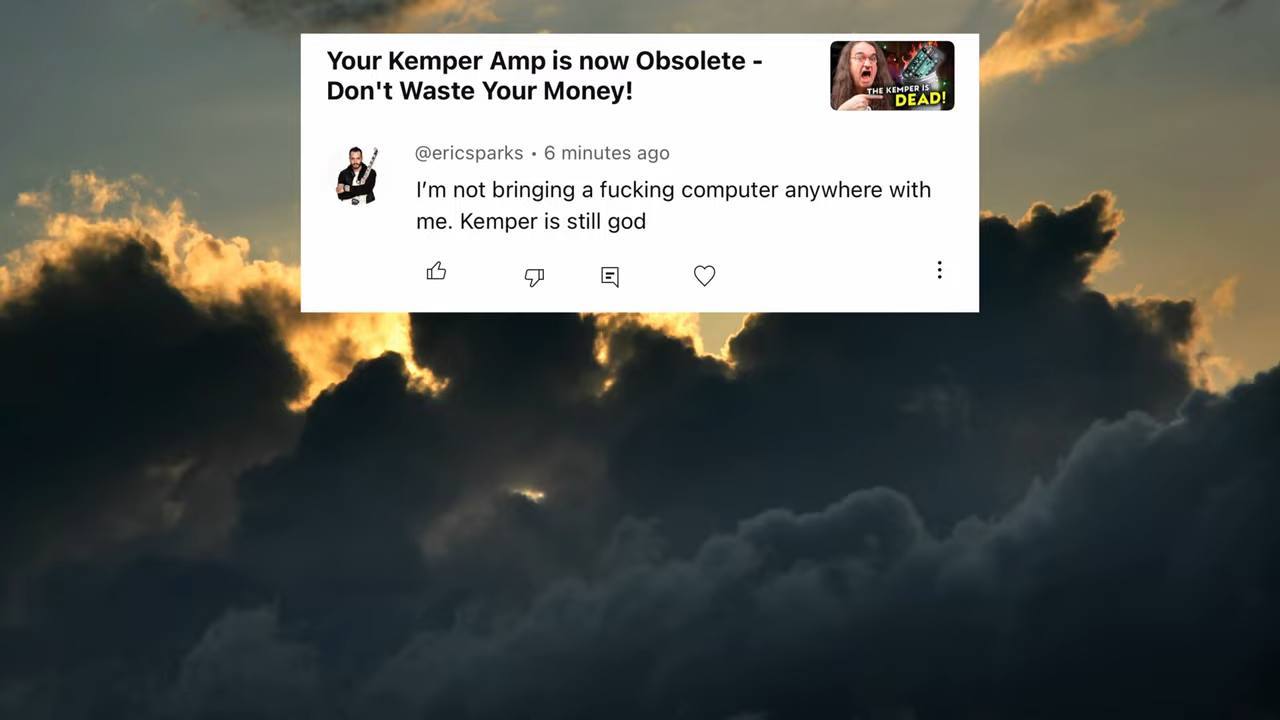 Your Kemper Amp is now Obsolete -
Don't Waste Your Money!
THE KEMPER IS
DEAD!
@ericsparks • 6 minutes ago
I’m not bringing a fucking computer anywhere with
me. Kemper is still god